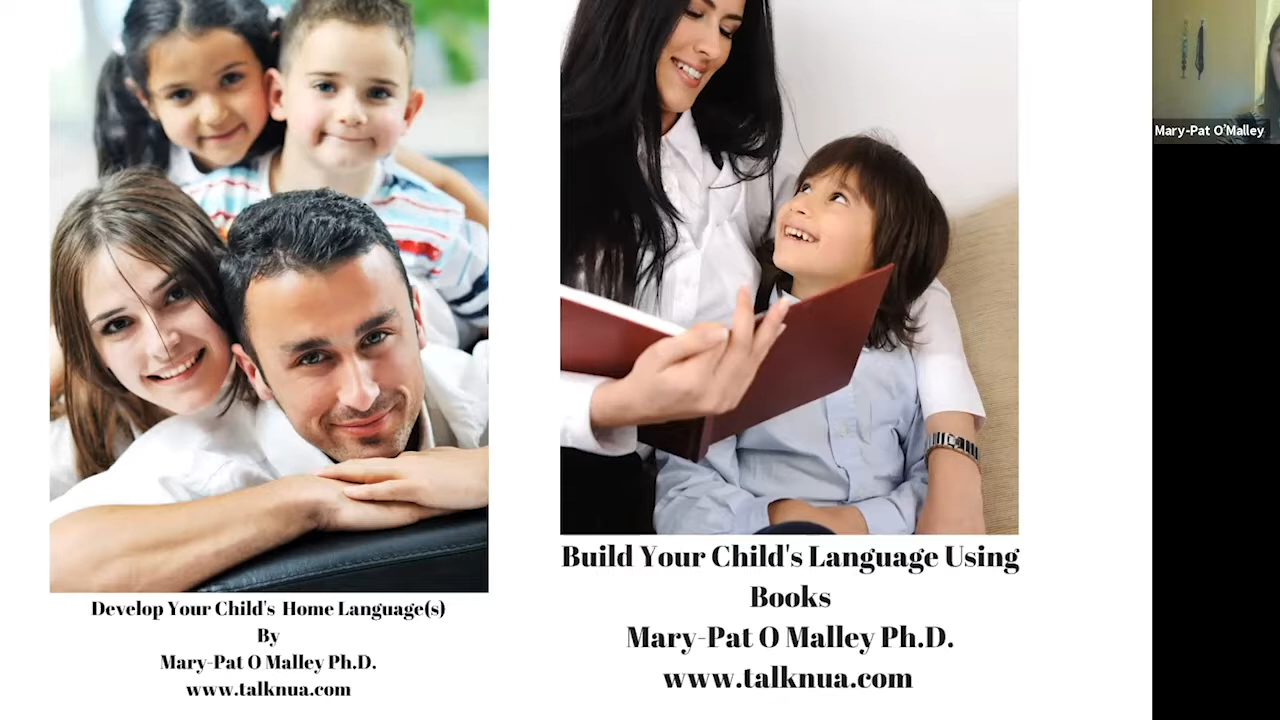 Mary-Pat O'Malley
Develop Your Child's Home Language(s)
By
Mary-Pat O Malley Ph.D.
www.talknua.com
Build Your Child's Language Using
Books
Mary-Pat O Malley Ph.D.
www.talknua.com